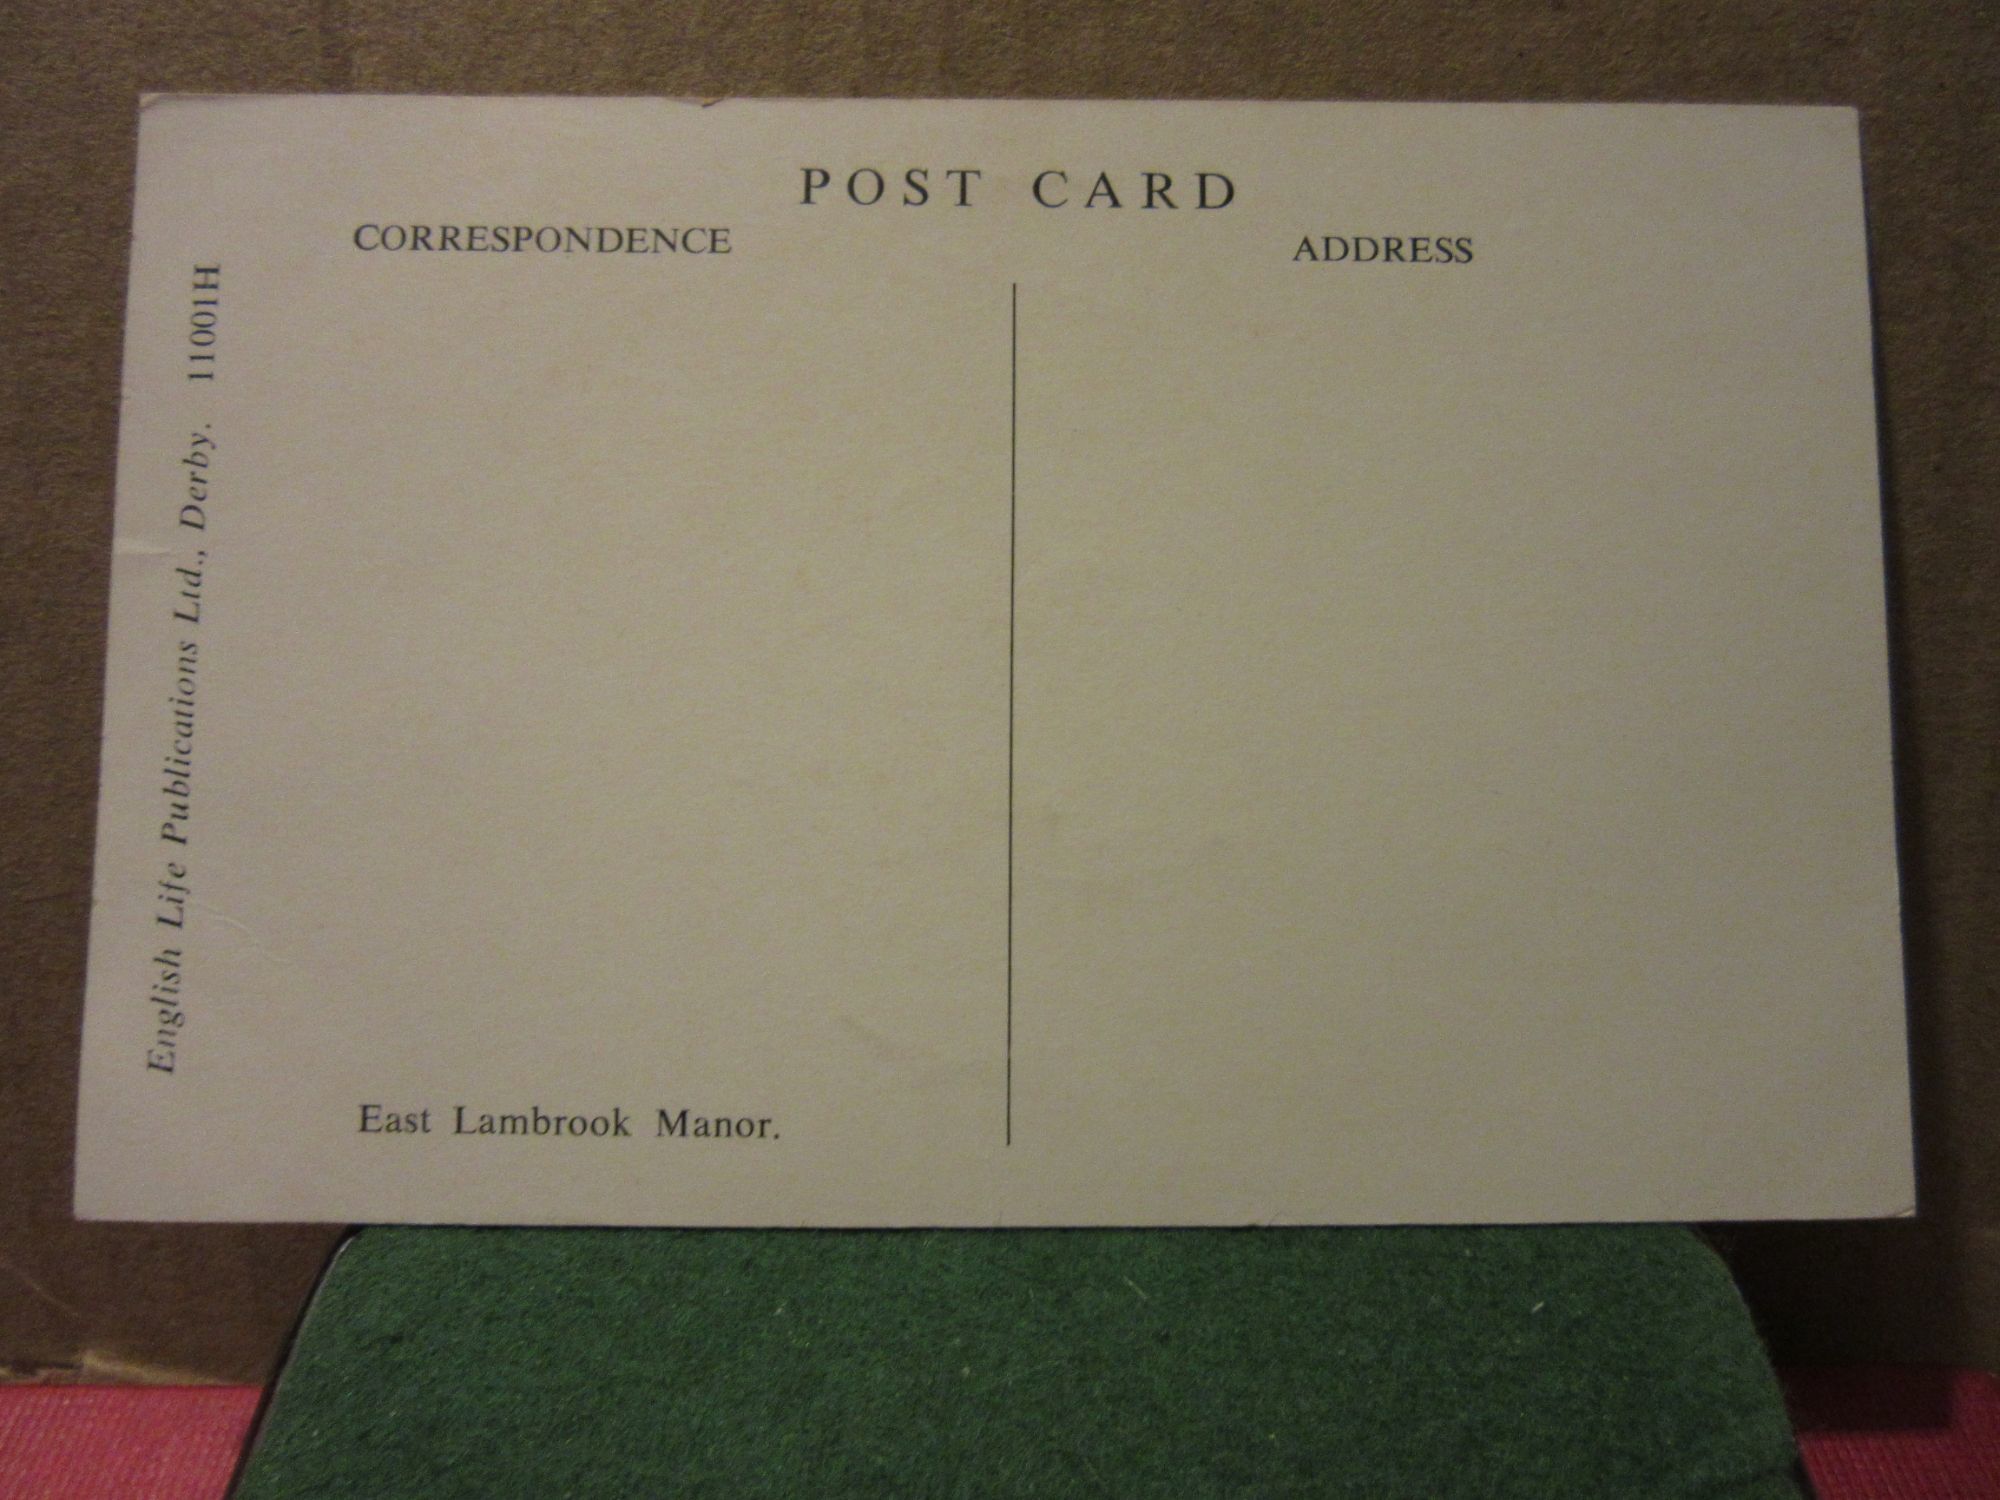 POST CARD
CORRESPONDENCE
ADDRESS
English Life Publications Ltd., Derby. 11001H
East Lambrook Manor.